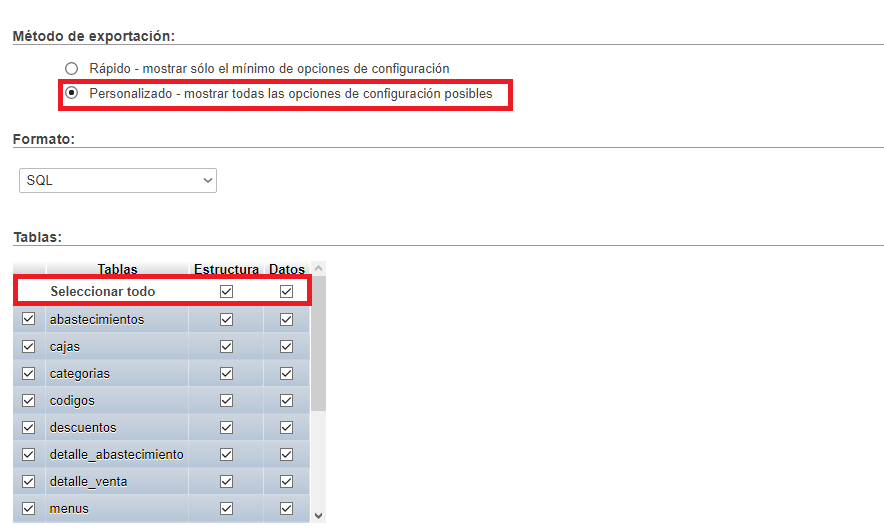 Método de exportación:
Rápido - mostrar sólo el mínimo de opciones de configuración
Personalizado - mostrar todas las opciones de configuración posibles
Formato:
SQL
Tablas:
Tablas Estructura Datos
Seleccionar todo
abastecimientos
cajas
categorias
codigos
descuentos
detalle_abastecimiento
detalle_venta
menus